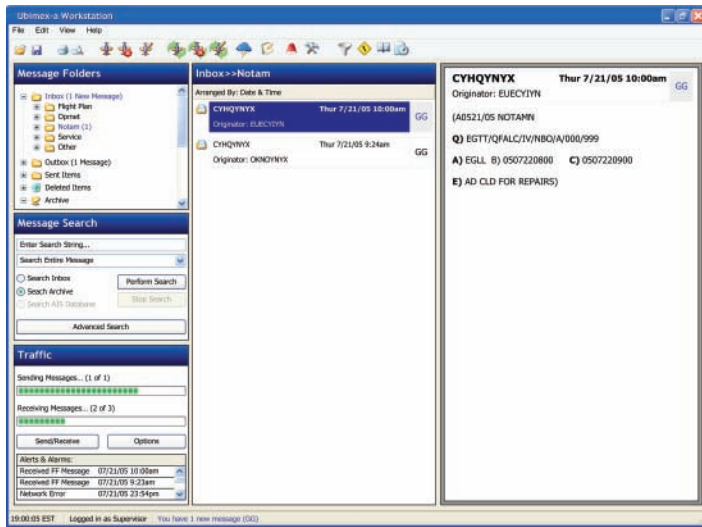 Ubimex-a Workstation
File Edit View Help
Message Folders
Inbox (1 New Message)
Flight Plan
Opmet
Notam (1)
Service
Other
Outbox (1 Message)
Sent Items
Deleted Items
Archive
Message Search
Enter Search String...
Search Entire Message
Search Inbox
Seach Archive
Search AIS Database
Perform Search
Stop Search
Advanced Search
Traffic
Sending Messages... (1 of 1)
Receiving Messages... (2 of 3)
Send/Receive Options
Alerts & Alarms:
Received FF Message 07/21/05 10:00am
Received FF Message 07/21/05 9:23am
Network Error 07/21/05 23:54pm
Inbox>>Notam
Arranged By: Date & Time
CYHQYNYX Thur 7/21/05 10:00am
Originator: EUECYIYN
GG
CYHQYNYX Thur 7/21/05 9:24am
Originator: OKNOYNYX
GG
CYHQYNYX Thur 7/21/05 10:00am
Originator: EUECYIYN
GG
(A0521/05 NOTAMN
Q) EGTT/QFALC/IV/NBO/A/000/999
A) EGLL B) 0507220800 C) 0507220900
E) AD CLD FOR REPAIRS)
19:00:05 EST Logged in as Supervisor You have 1 new message (GG)